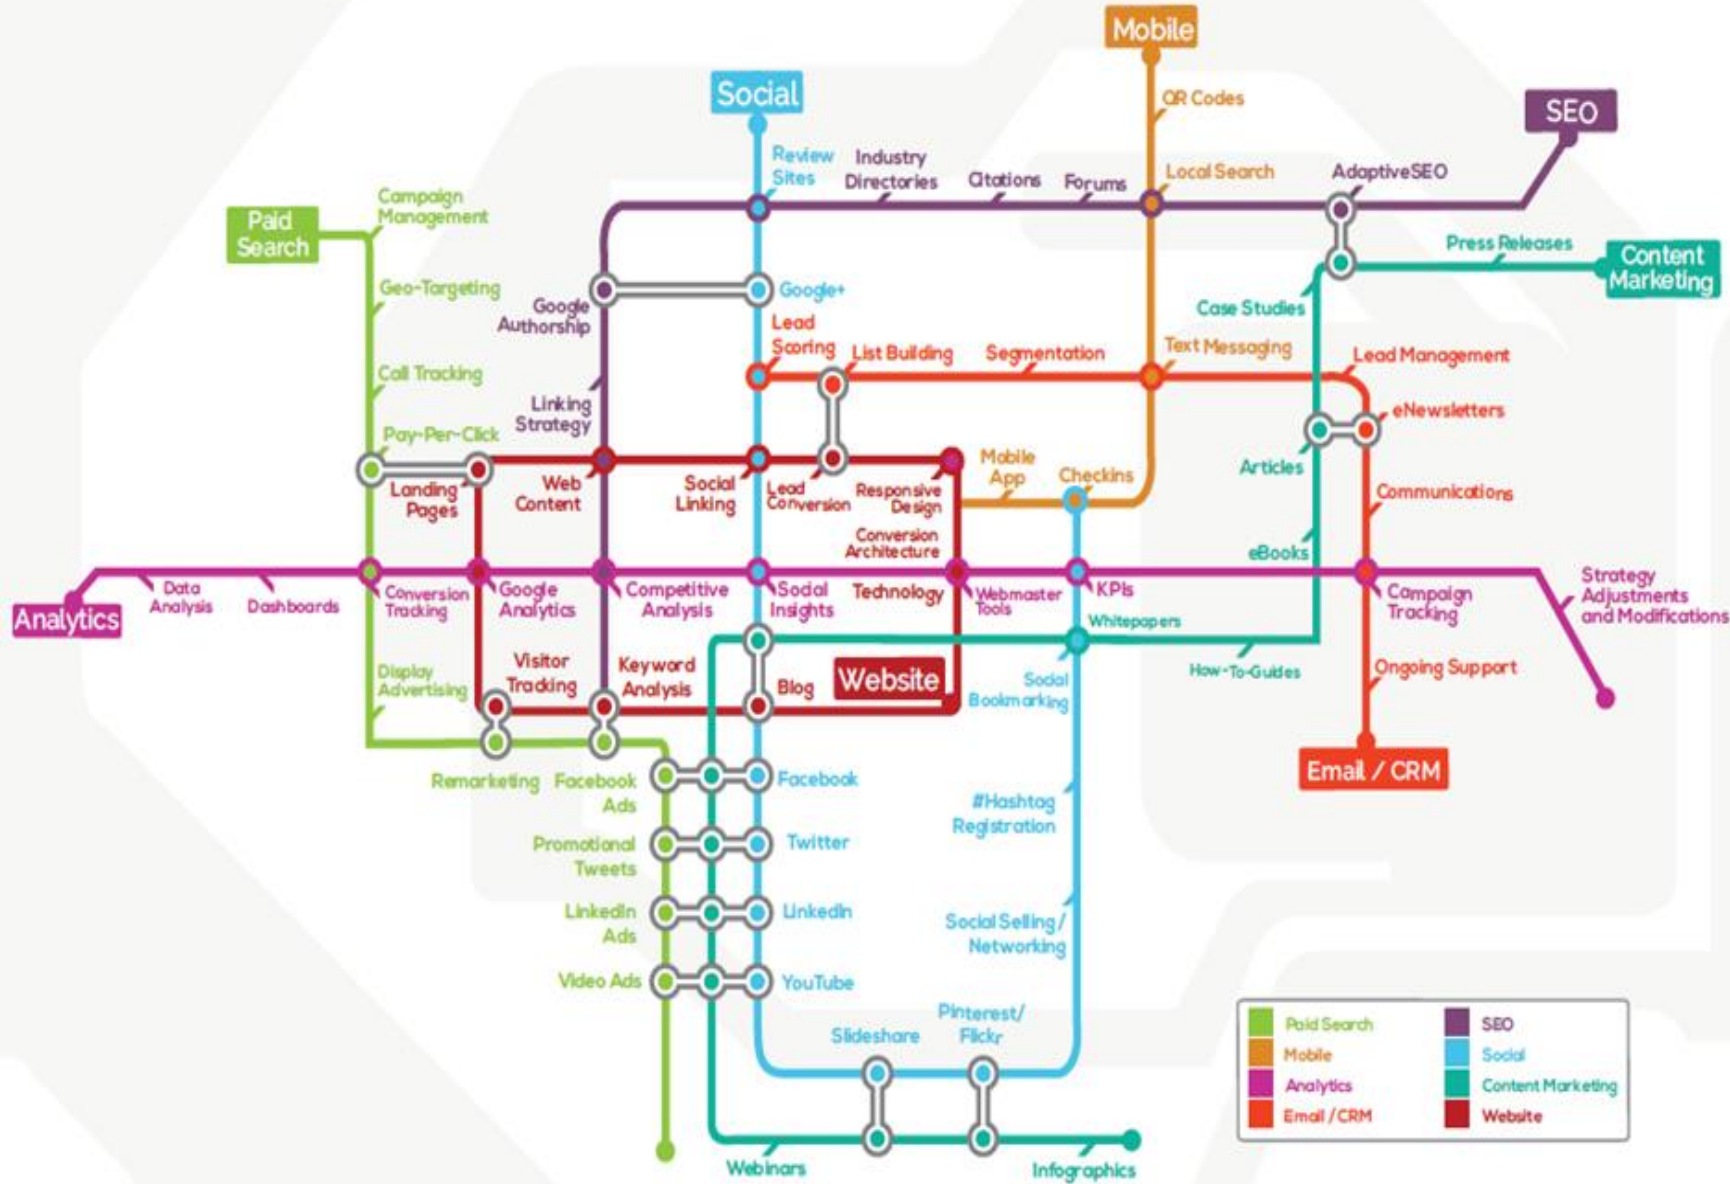 Mobile
Social
QR Codes
SEO
Review
Sites
Industry
Directories
Citations
Forums
Local Search
AdaptiveSEO
Campaign
Management
Paid
Search
Press Releases
Content
Marketing
Geo-Targeting
Google
Authorship
Google+
Case Studies
Lead
Scoring
List Building
Segmentation
Text Messaging
Lead Management
Call Tracking
Linking
Strategy
eNewsletters
Pay-Per-Click
Landing
Pages
Web
Content
Social
Linking
Lead
Conversion
Responsive
Design
Mobile
App
Checkins
Articles
Communications
Conversion
Architecture
eBooks
Analytics
Data
Analysis
Dashboards
Conversion
Tracking
Google
Analytics
Competitive
Analysis
Social
Insights
Technology
Webmaster
Tools
KPIs
Campaign
Tracking
Strategy
Adjustments
and Modifications
Whitepapers
How-To-Guides
Display
Advertising
Visitor
Tracking
Keyword
Analysis
Blog
Website
Social
Bookmarking
Ongoing Support
Email / CRM
Remarketing
Facebook
Ads
Facebook
#Hashtag
Registration
Promotional
Tweets
Twitter
LinkedIn
Ads
LinkedIn
Social Selling /
Networking
Video Ads
YouTube
Slideshare
Pinterest/
Flickr
Webinars
Infographics
Paid Search
Mobile
Analytics
Email / CRM
SEO
Social
Content Marketing
Website